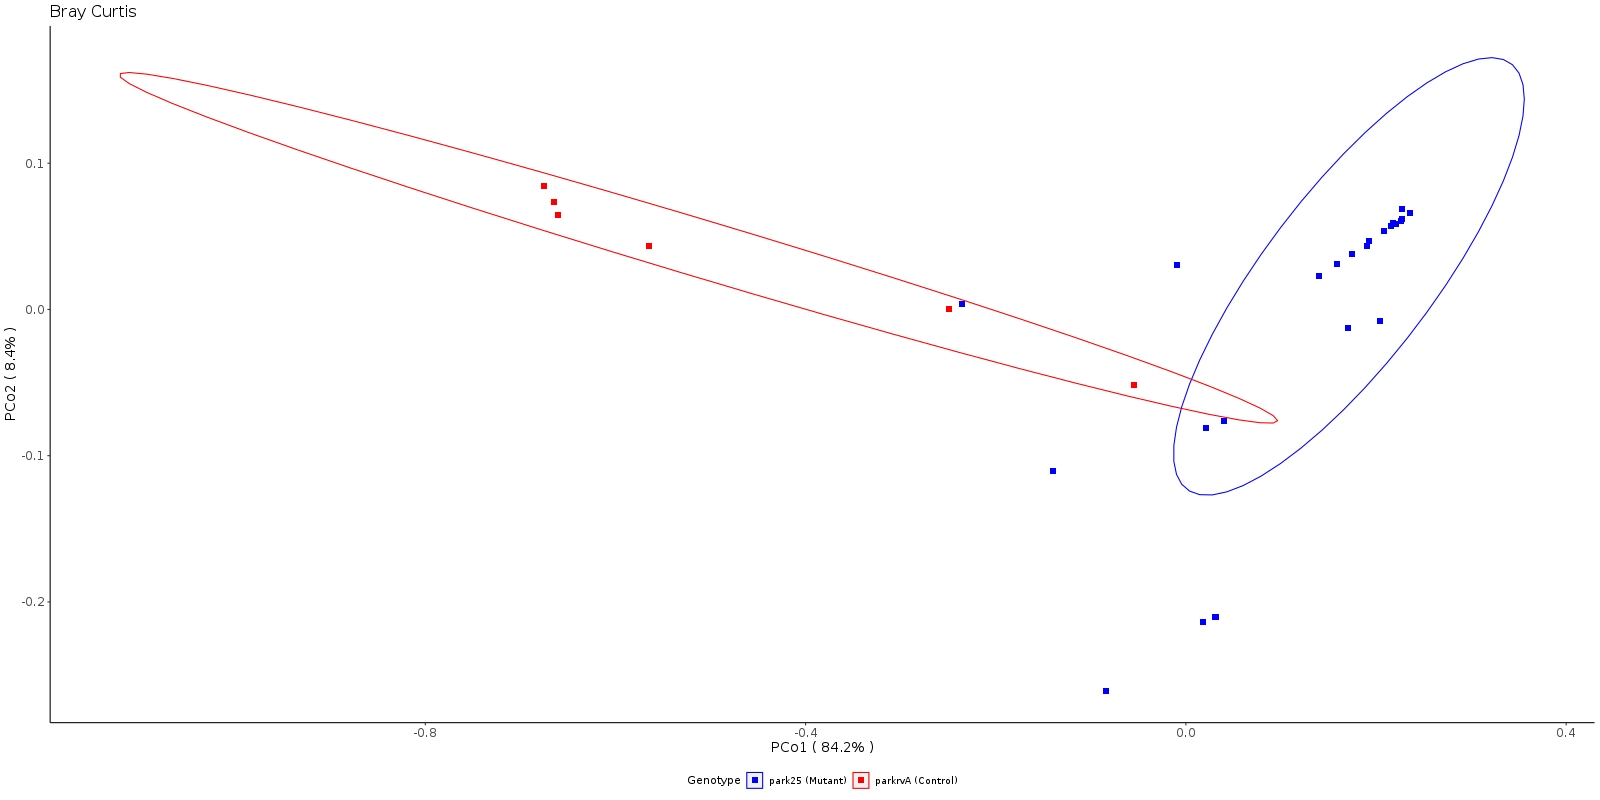 Bray Curtis
0.1
0.0
-0.1
-0.2
PCo2 ( 8.4% )
-0.8
-0.4
0.0
0.4
PCo1 ( 84.2% )
Genotype park25 (Mutant) parkrvA (Control)